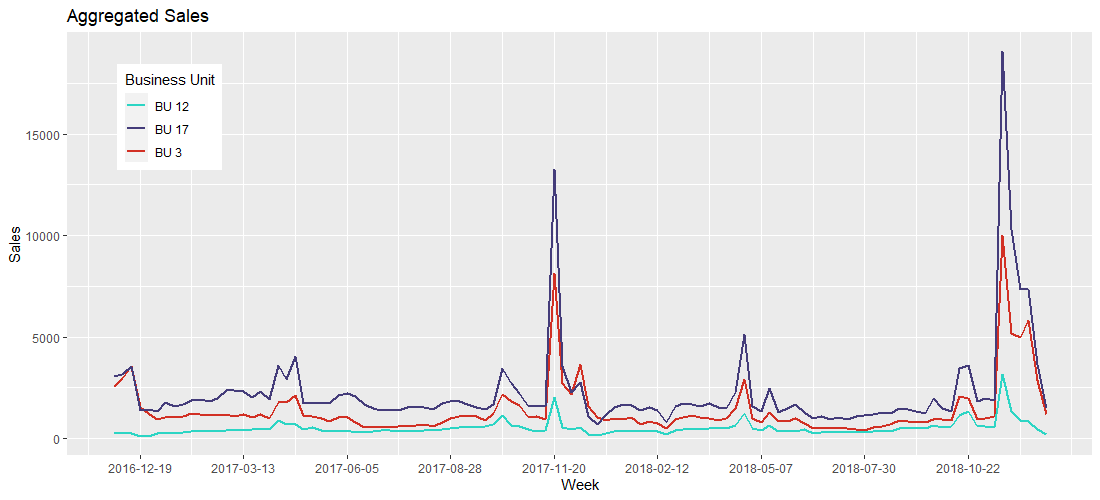 Aggregated Sales
Business Unit
BU 12
BU 17
BU 3
15000
10000
5000
0
Sales
2016-12-19 2017-03-13 2017-06-05 2017-08-28 2017-11-20 2018-02-12 2018-05-07 2018-07-30 2018-10-22
Week